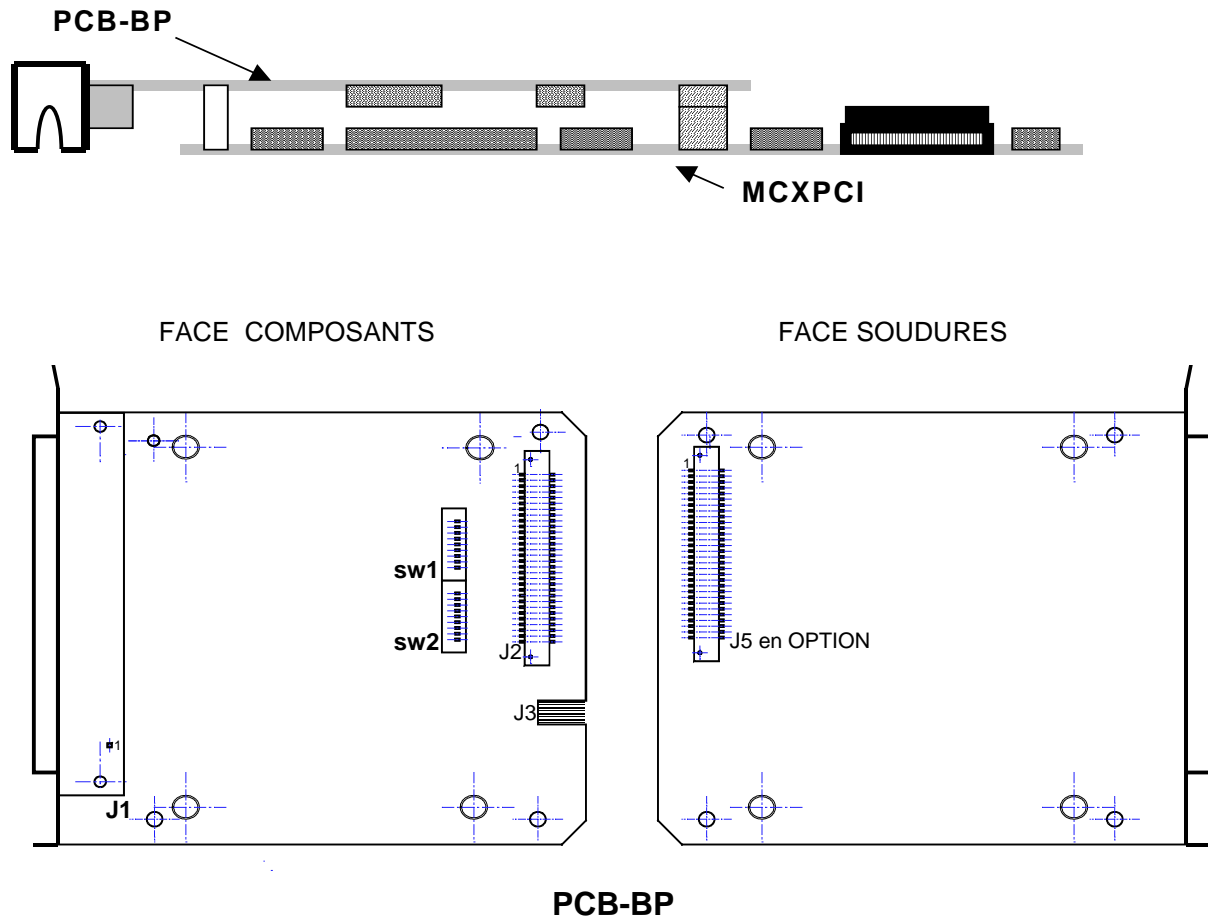 PCB-BP
MCXPCI
FACE COMPOSANTS
FACE SOUDURES
1
1
sw1
sw2
J2
J5 en OPTION
J3
1
J1
PCB-BP